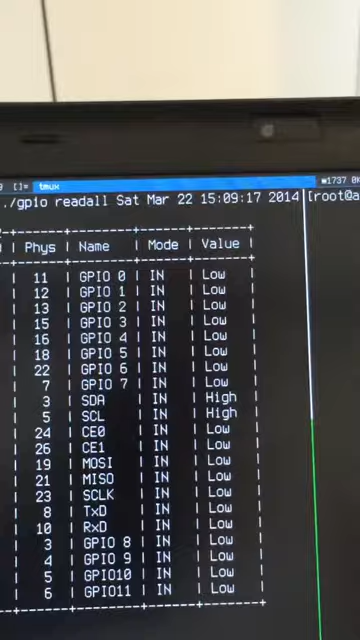 9 []= tmux w1737 0K
../gpio readall Sat Mar 22 15:09:17 2014 [root@a
+------+------------+------+-------+
| Phys | Name | Mode | Value |
+------+------------+------+-------+
| 11 | GPIO 0 | IN | Low |
| 12 | GPIO 1 | IN | Low |
| 13 | GPIO 2 | IN | Low |
| 15 | GPIO 3 | IN | Low |
| 16 | GPIO 4 | IN | Low |
| 18 | GPIO 5 | IN | Low |
| 22 | GPIO 6 | IN | Low |
| 7 | GPIO 7 | IN | Low |
| 3 | SDA | IN | High |
| 5 | SCL | IN | High |
| 24 | CE0 | IN | Low |
| 26 | CE1 | IN | Low |
| 19 | MOSI | IN | Low |
| 21 | MISO | IN | Low |
| 23 | SCLK | IN | Low |
| 8 | TxD | IN | Low |
| 10 | RxD | IN | Low |
| 3 | GPIO 8 | IN | Low |
| 4 | GPIO 9 | IN | Low |
| 5 | GPIO10 | IN | Low |
| 6 | GPIO11 | IN | Low |
+------+------------+------+-------+